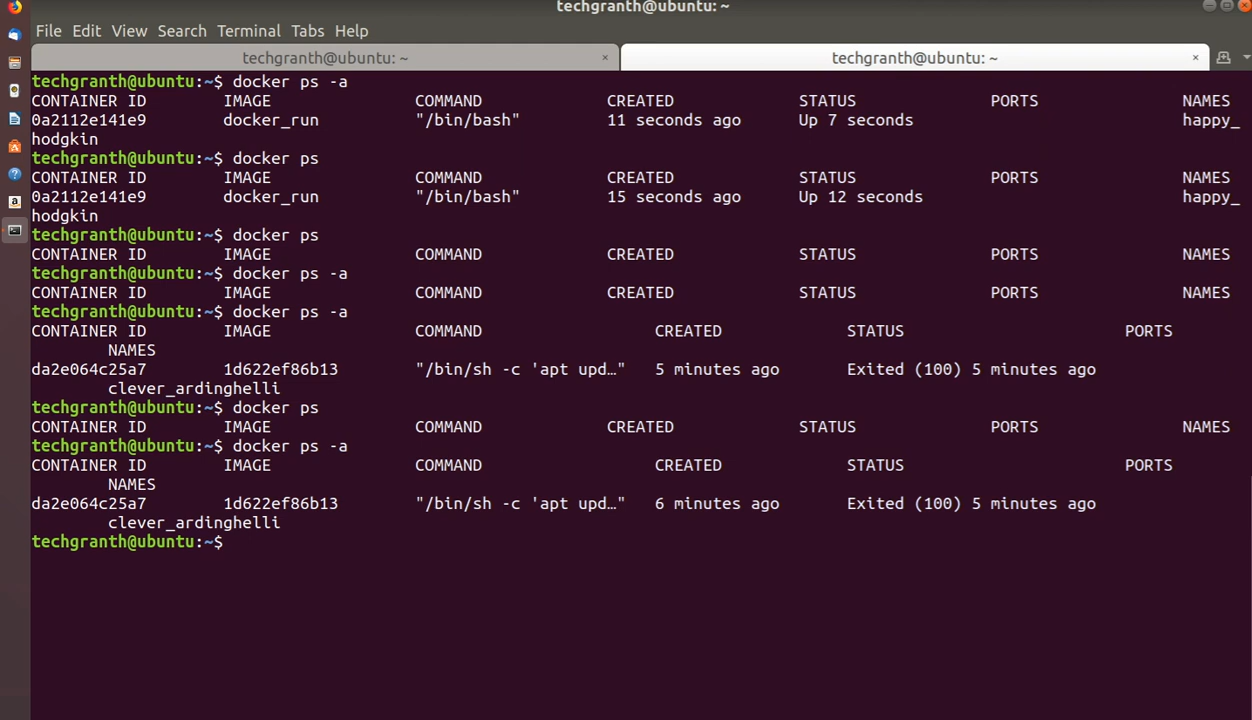 techgranth@ubuntu: ~
File Edit View Search Terminal Tabs Help
techgranth@ubuntu: ~ × techgranth@ubuntu: ~ ×
techgranth@ubuntu:~$ docker ps -a
CONTAINER ID IMAGE COMMAND CREATED STATUS PORTS NAMES
0a2112e141e9 docker_run "/bin/bash" 11 seconds ago Up 7 seconds happy_
hodgkin
techgranth@ubuntu:~$ docker ps
CONTAINER ID IMAGE COMMAND CREATED STATUS PORTS NAMES
0a2112e141e9 docker_run "/bin/bash" 15 seconds ago Up 12 seconds happy_
hodgkin
techgranth@ubuntu:~$ docker ps
CONTAINER ID IMAGE COMMAND CREATED STATUS PORTS NAMES
techgranth@ubuntu:~$ docker ps -a
CONTAINER ID IMAGE COMMAND CREATED STATUS PORTS NAMES
techgranth@ubuntu:~$ docker ps -a
CONTAINER ID IMAGE COMMAND CREATED STATUS PORTS
NAMES
da2e064c25a7 1d622ef86b13 "/bin/sh -c 'apt upd…" 5 minutes ago Exited (100) 5 minutes ago
clever_ardinghelli
techgranth@ubuntu:~$ docker ps
CONTAINER ID IMAGE COMMAND CREATED STATUS PORTS NAMES
techgranth@ubuntu:~$ docker ps -a
CONTAINER ID IMAGE COMMAND CREATED STATUS PORTS
NAMES
da2e064c25a7 1d622ef86b13 "/bin/sh -c 'apt upd…" 6 minutes ago Exited (100) 5 minutes ago
clever_ardinghelli
techgranth@ubuntu:~$